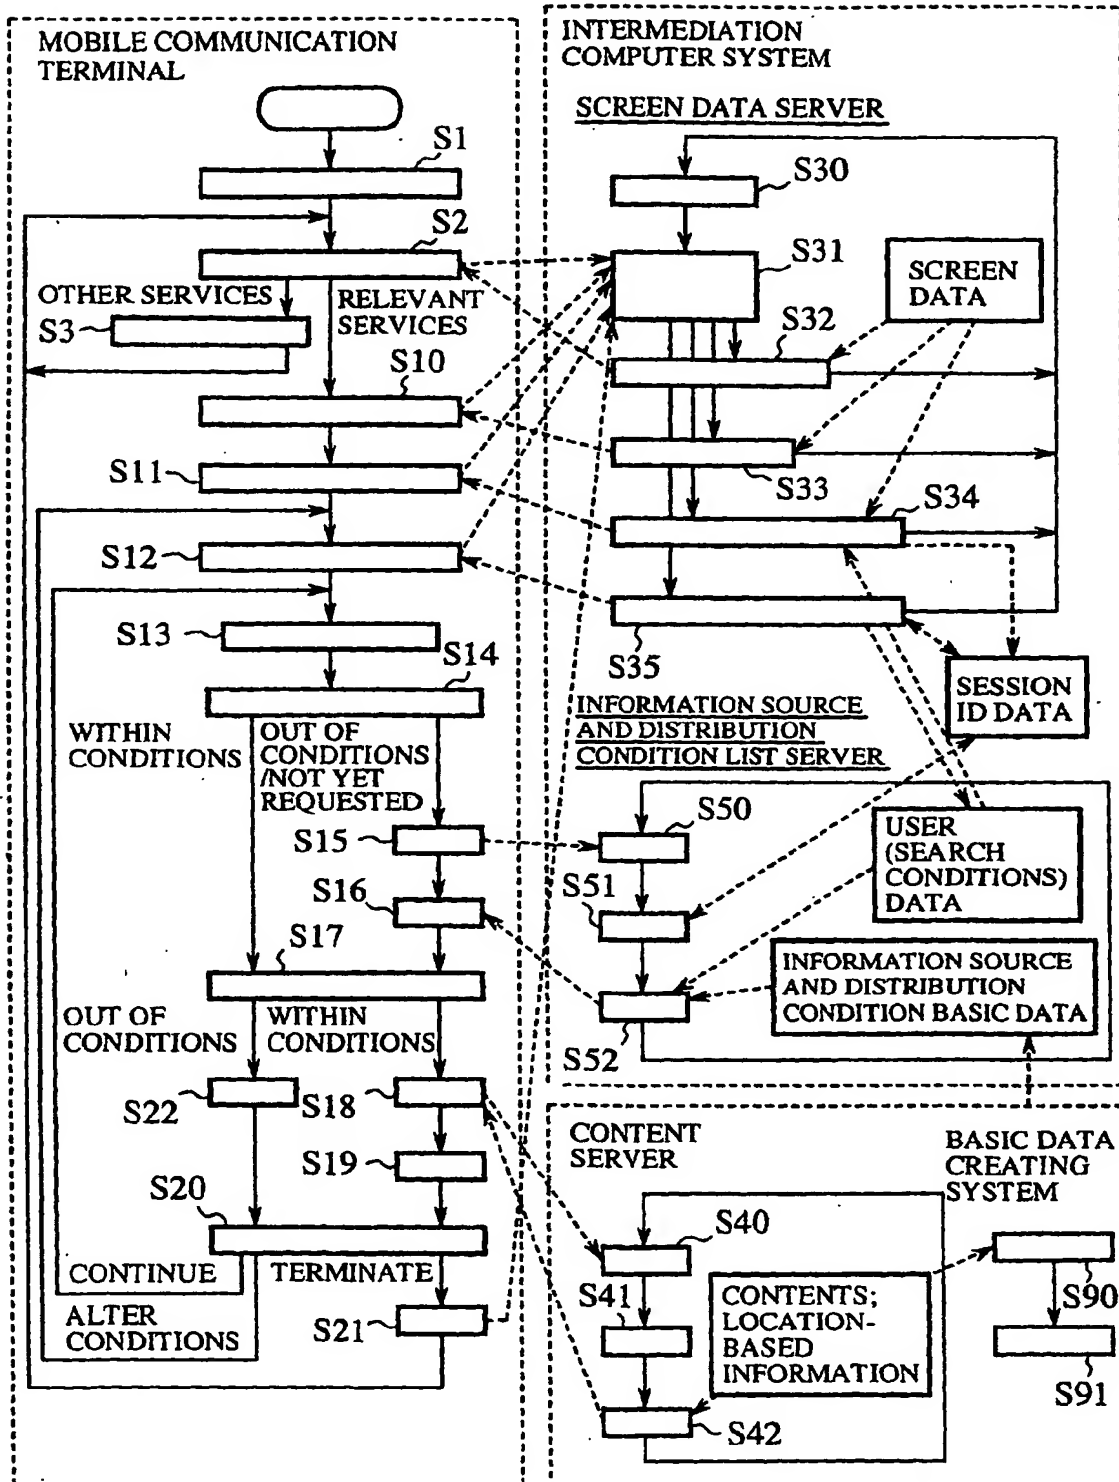 MOBILE COMMUNICATION
TERMINAL
S1
S2
OTHER SERVICES
RELEVANT
SERVICES
S3
S10
S11
S12
S13
S14
WITHIN
CONDITIONS
OUT OF
CONDITIONS
/NOT YET
REQUESTED
S15
S16
S17
OUT OF
CONDITIONS
WITHIN
CONDITIONS
S22
S18
S19
S20
CONTINUE
TERMINATE
ALTER
CONDITIONS
S21
INTERMEDIATION
COMPUTER SYSTEM
SCREEN DATA SERVER
S30
S31
SCREEN
DATA
S32
S33
S34
S35
SESSION
ID DATA
INFORMATION SOURCE
AND DISTRIBUTION
CONDITION LIST SERVER
S50
S51
USER
(SEARCH
CONDITIONS)
DATA
INFORMATION SOURCE
AND DISTRIBUTION
CONDITION BASIC DATA
S52
CONTENT
SERVER
BASIC DATA
CREATING
SYSTEM
S40
S41
CONTENTS;
LOCATION-
BASED
INFORMATION
S42
S90
S91